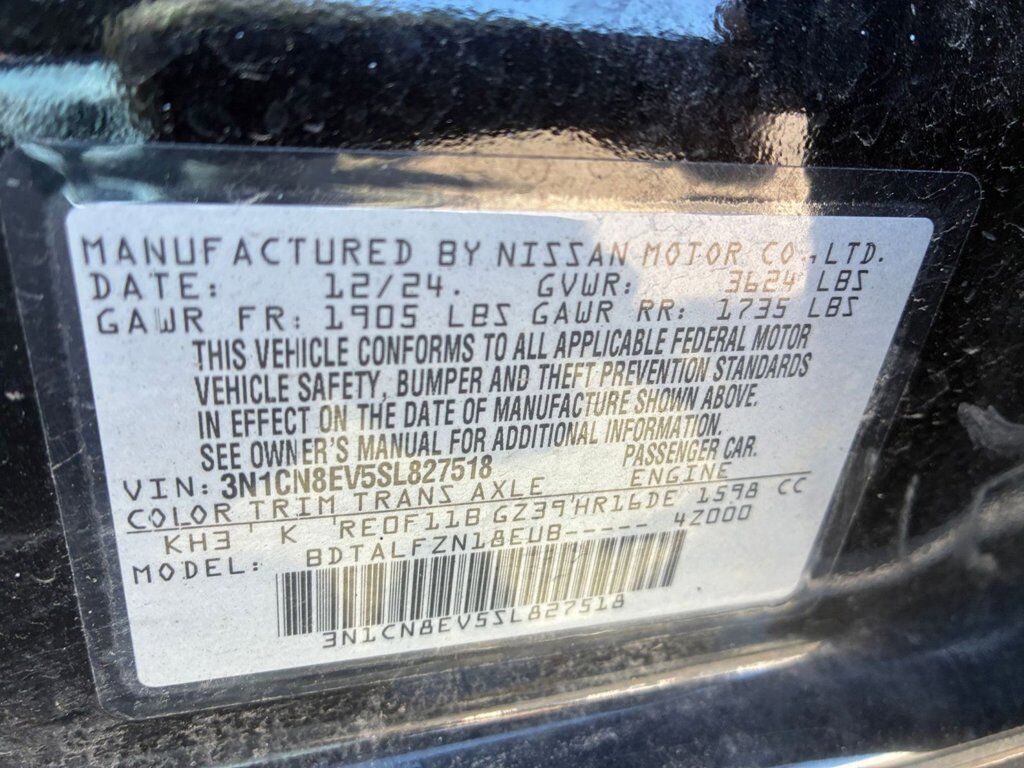 MANUFACTURED BY NISSAN MOTOR CO.,LTD.
DATE: 12/24. GVWR: 3624 LBS
GAWR FR: 1905 LBS GAWR RR: 1735 LBS
THIS VEHICLE CONFORMS TO ALL APPLICABLE FEDERAL MOTOR
VEHICLE SAFETY, BUMPER AND THEFT PREVENTION STANDARDS
IN EFFECT ON THE DATE OF MANUFACTURE SHOWN ABOVE.
SEE OWNER'S MANUAL FOR ADDITIONAL INFORMATION.
VIN: 3N1CN8EV5SL827518 PASSENGER CAR.
COLOR TRIM TRANS AXLE ENGINE
KH3 K RE0F11B GZ39 HR16DE 1598 CC
MODEL: BDTALFZN18EUB---- 4Z000
3N1CN8EV5SL827518